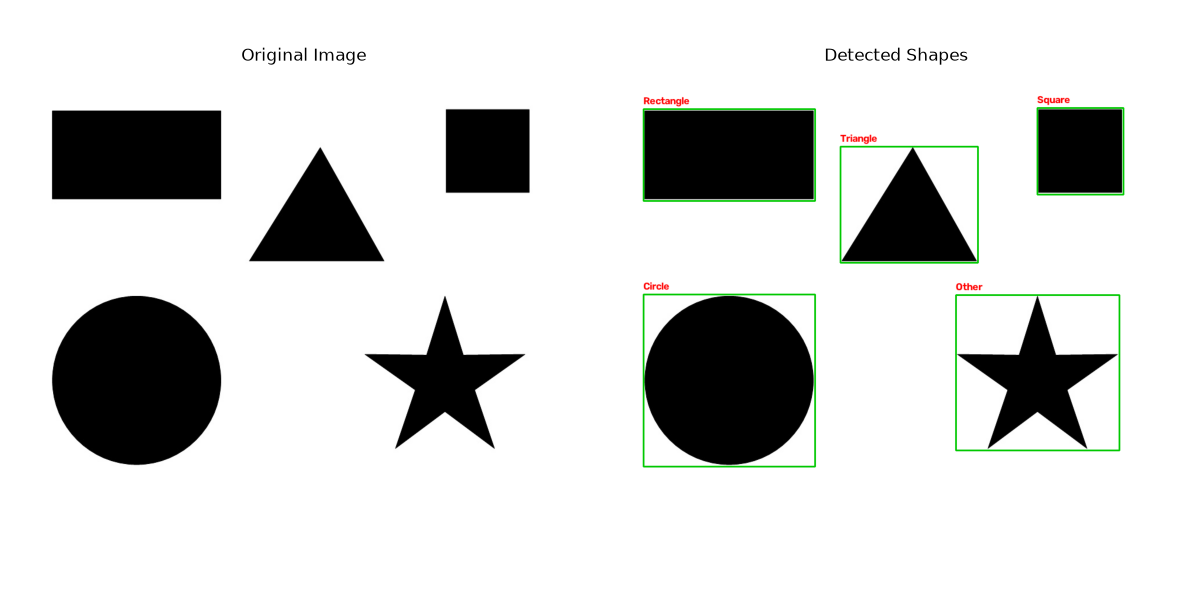 Original Image
Detected Shapes
Rectangle
Square
Triangle
Circle
Other